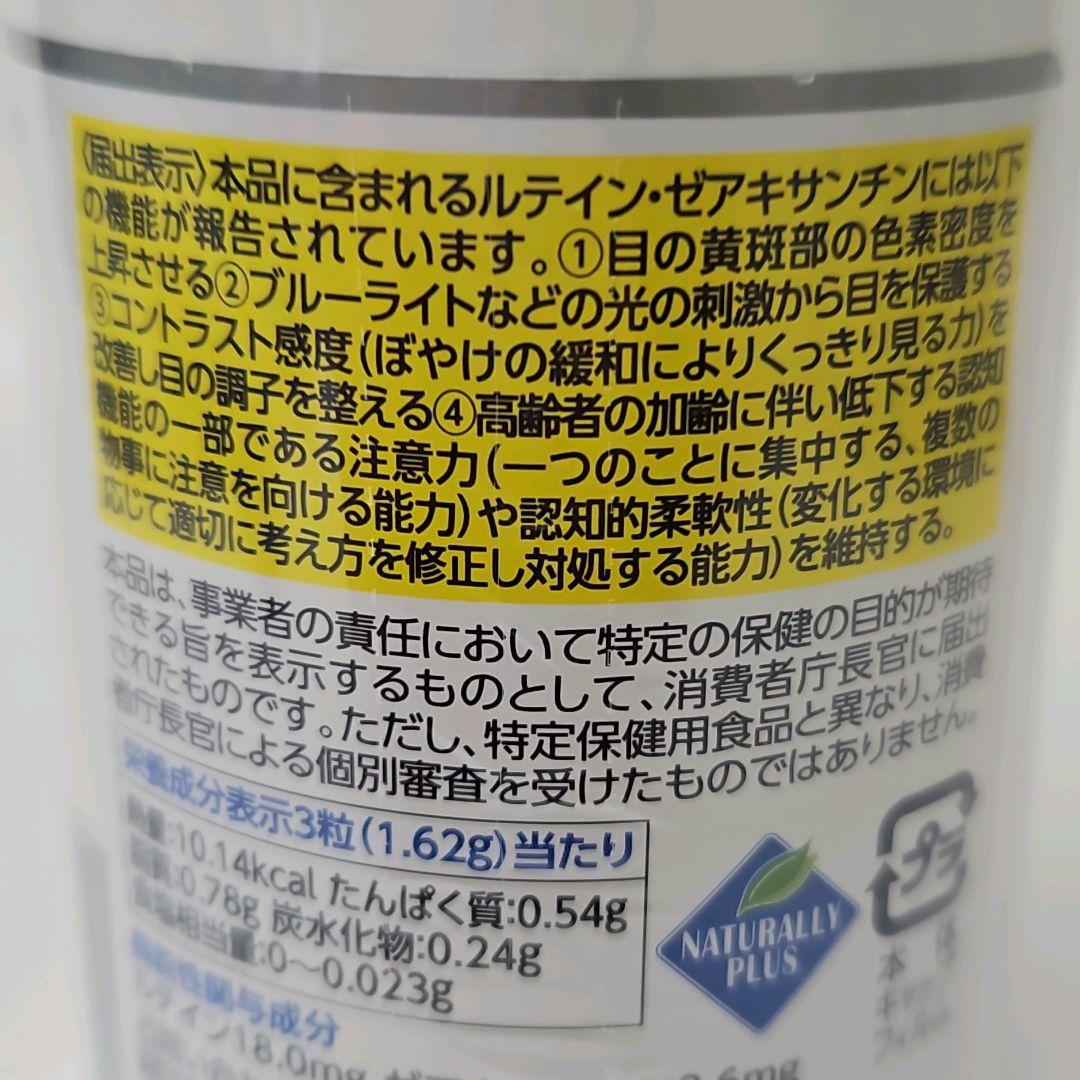 〈届出表示〉本品に含まれるルテイン・ゼアキサンチンには以下
の機能が報告されています。①目の黄斑部の色素密度を
上昇させる②ブルーライトなどの光の刺激から目を保護する
③コントラスト感度(ぼやけの緩和によりくっきり見る力)を
改善し目の調子を整える④高齢者の加齢に伴い低下する認知
機能の一部である注意力(一つのことに集中する、複数の
物事に注意を向ける能力)や認知的柔軟性(変化する環境に
応じて適切に考え方を修正し対処する能力)を維持する。
本品は、事業者の責任において特定の保健の目的が期待
できる旨を表示するものとして、消費者庁長官に届出
されたものです。ただし、特定保健用食品と異なり、消費
者庁長官による個別審査を受けたものではありません。
栄養成分表示3粒(1.62g)当たり
熱量:10.14kcal たんぱく質:0.54g
脂質:0.78g 炭水化物:0.24g
食塩相当量:0〜0.023g
機能性関与成分
ルテイン18.0mg
NATURALLY
PLUS
プラ
本